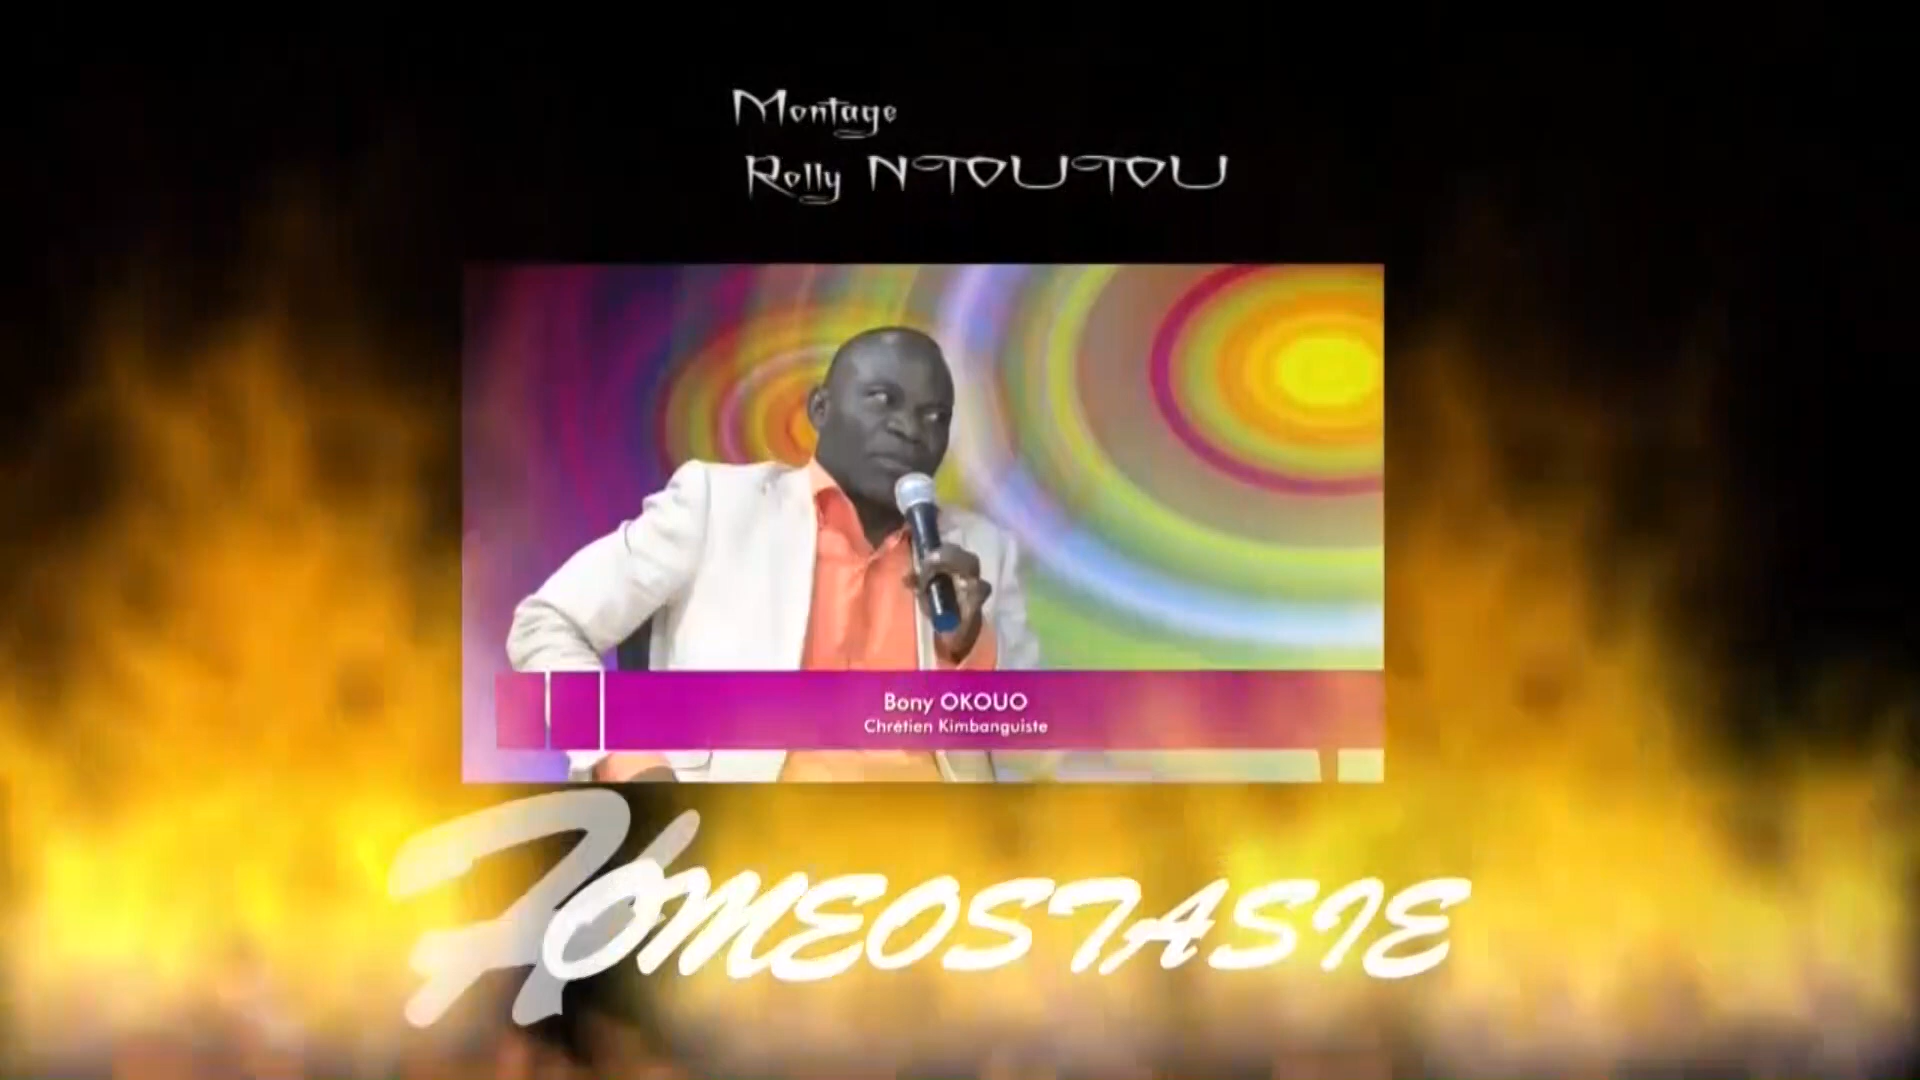 Montage
Rolly NTOUTOU
Bony OKOUO
Chrétien Kimbanguiste
HOMEOSTASIE